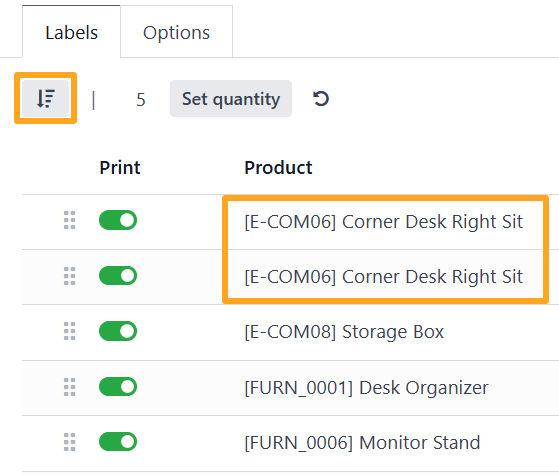 Labels Options
| 5 Set quantity
Print Product
[E-COM06] Corner Desk Right Sit
[E-COM06] Corner Desk Right Sit
[E-COM08] Storage Box
[FURN_0001] Desk Organizer
[FURN_0006] Monitor Stand